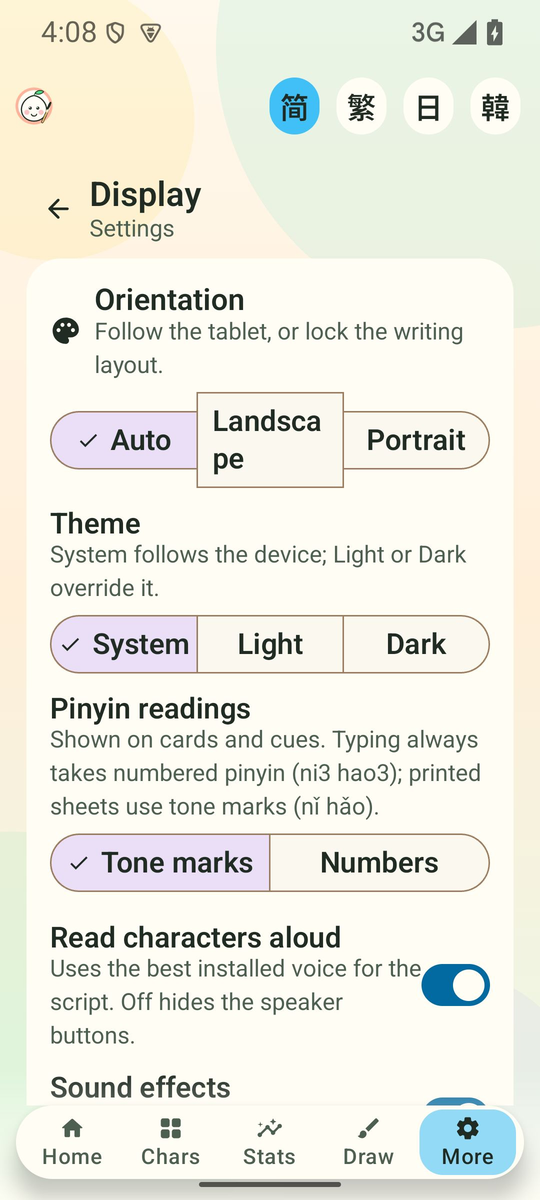 4:08
3G
简 繁 日 韓
Display
Settings
Orientation
Follow the tablet, or lock the writing
layout.
Auto
Landsca
pe
Portrait
Theme
System follows the device; Light or Dark
override it.
System Light Dark
Pinyin readings
Shown on cards and cues. Typing always
takes numbered pinyin (ni3 hao3); printed
sheets use tone marks (nǐ hǎo).
Tone marks Numbers
Read characters aloud
Uses the best installed voice for the
script. Off hides the speaker
buttons.
Sound effects
Home Chars Stats Draw More